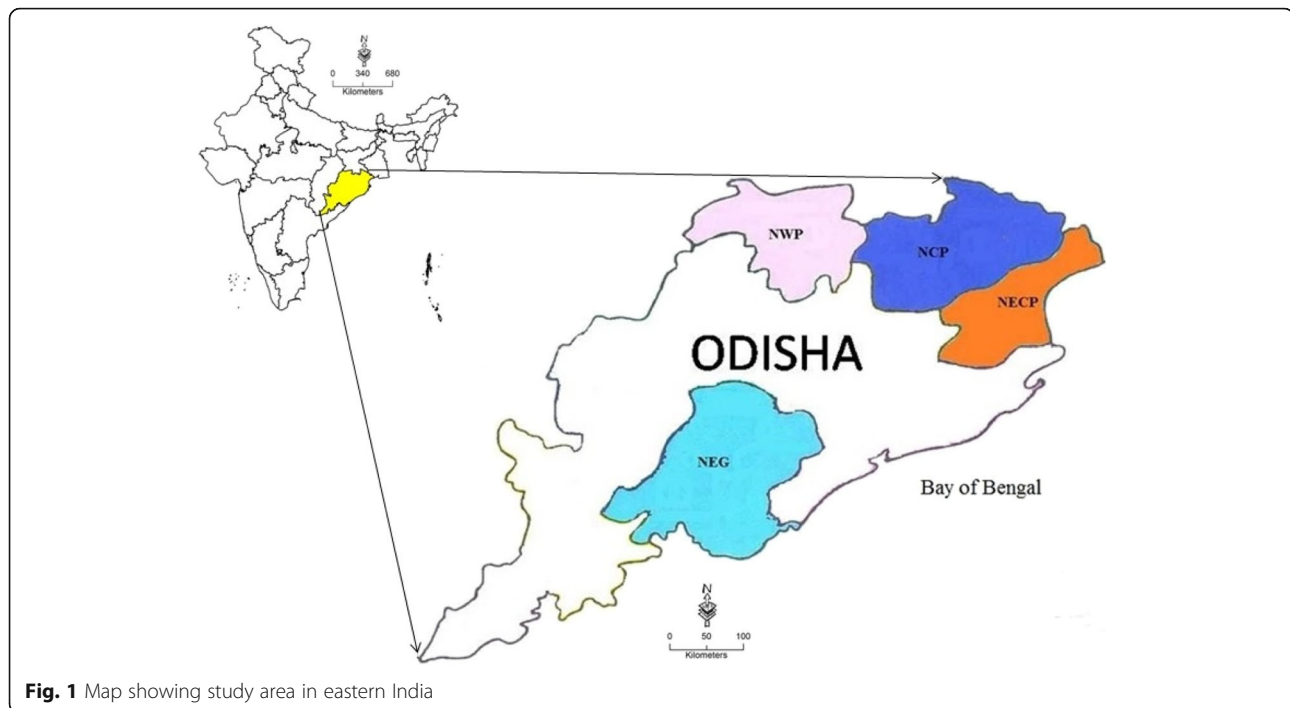 N
0 340 680
Kilometers
NWP
NCP
NECP
ODISHA
NEG
Bay of Bengal
N
0 50 100
Kilometers
Fig. 1 Map showing study area in eastern India